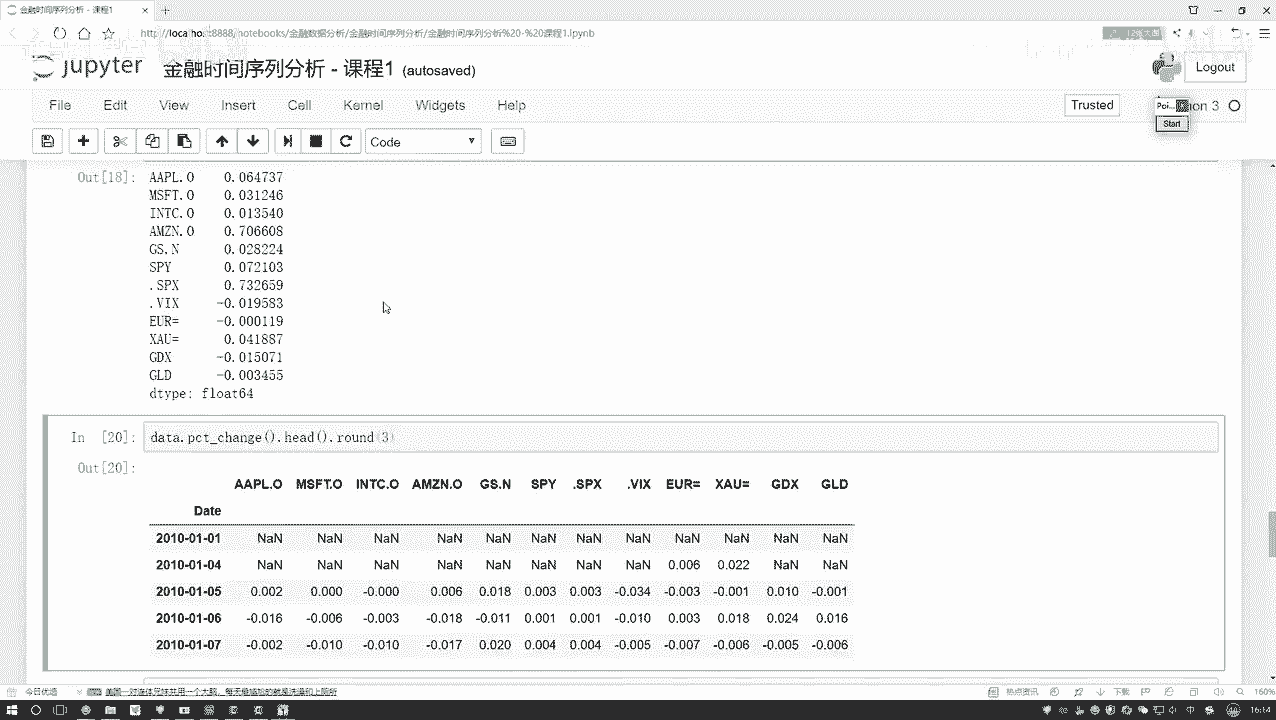 金融时间序列分析 - 课程1
http://localhost:8888/notebooks/金融数据分析/金融时间序列分析/金融时间序列分析%20-%20课程1.ipynb
jupyter 金融时间序列分析 - 课程1 (autosaved)
Logout
File Edit View Insert Cell Kernel Widgets Help
Trusted
Start
Code
Out[18]:
AAPL.O 0.064737
MSFT.O 0.031246
INTC.O 0.013540
AMZN.O 0.706608
GS.N 0.028224
SPY 0.072103
.SPX 0.732659
.VIX -0.019583
EUR= -0.000119
XAU= 0.041887
GDX -0.015071
GLD -0.003455
dtype: float64
In [20]: data.pct_change().head().round(3)
Out[20]:
AAPL.O MSFT.O INTC.O AMZN.O GS.N SPY .SPX .VIX EUR= XAU= GDX GLD
Date
2010-01-01 NaN NaN NaN NaN NaN NaN NaN NaN NaN NaN NaN NaN
2010-01-04 NaN NaN NaN NaN NaN NaN NaN NaN 0.006 0.022 NaN NaN
2010-01-05 0.002 0.000 -0.000 0.006 0.018 0.003 0.003 -0.034 -0.003 -0.001 0.010 -0.001
2010-01-06 -0.016 -0.006 -0.003 -0.018 -0.011 0.001 0.001 -0.010 0.003 0.018 0.024 0.016
2010-01-07 -0.002 -0.010 -0.010 -0.017 0.020 0.004 0.004 -0.005 -0.007 -0.006 -0.005 -0.006
今日优选
热点资讯 下载 160%
16:14